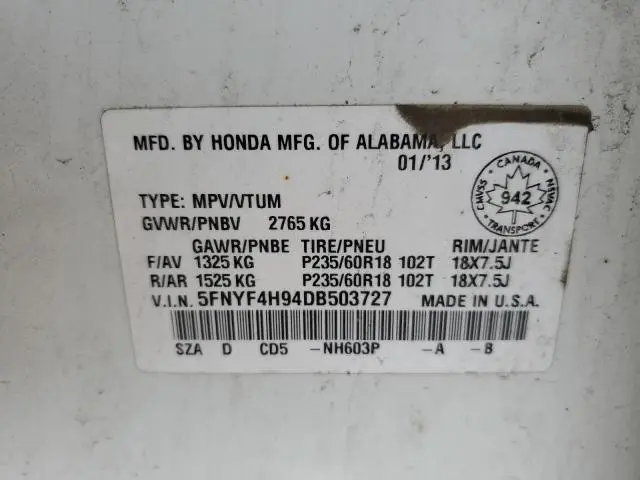 MFD. BY HONDA MFG. OF ALABAMA, LLC
01/'13
CANADA
CMVSS 942 NSVAC
TRANSPORT
TYPE: MPV/VTUM
GVWR/PNBV 2765 KG
GAWR/PNBE TIRE/PNEU RIM/JANTE
F/AV 1325 KG P235/60R18 102T 18X7.5J
R/AR 1525 KG P235/60R18 102T 18X7.5J
V.I.N. 5FNYF4H94DB503727 MADE IN U.S.A.
SZA D CD5 -NH603P -A -B